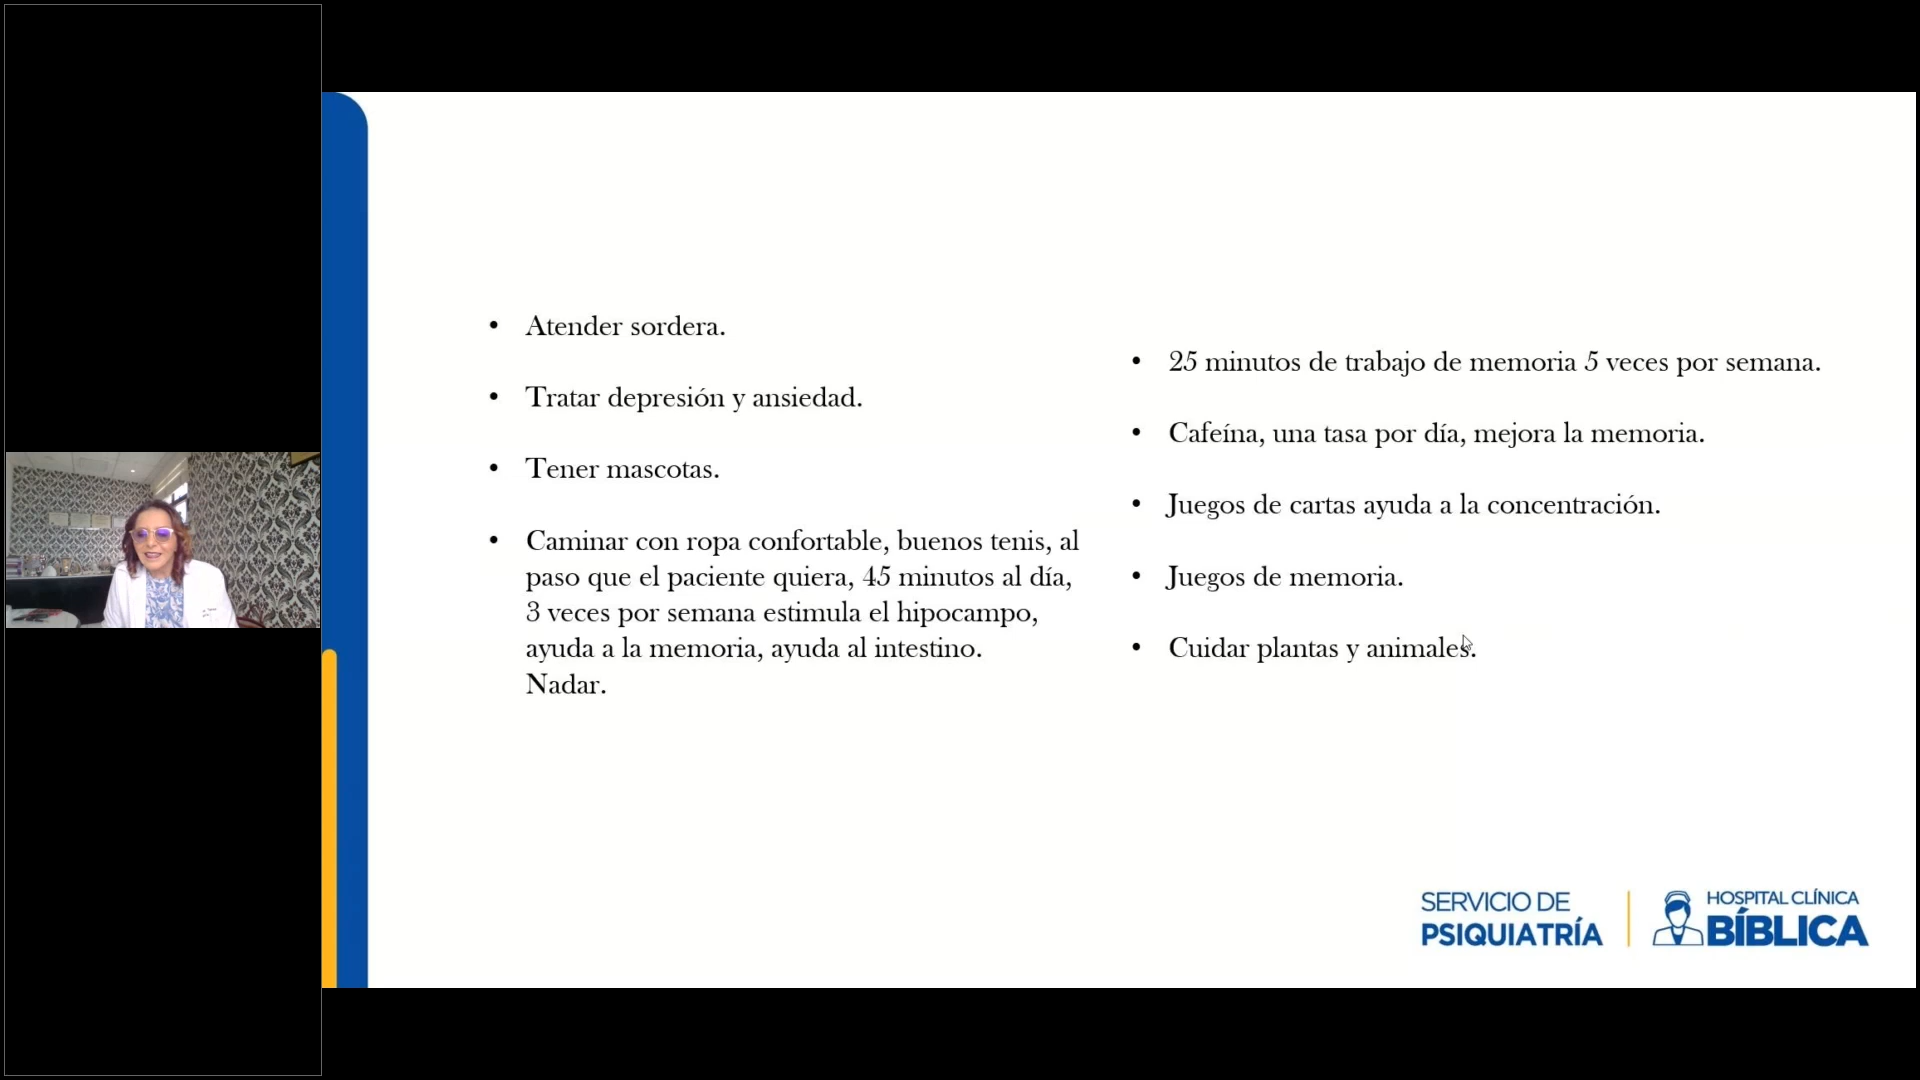 • Atender sordera.
• Tratar depresión y ansiedad.
• Tener mascotas.
• Caminar con ropa confortable, buenos tenis, al
paso que el paciente quiera, 45 minutos al día,
3 veces por semana estimula el hipocampo,
ayuda a la memoria, ayuda al intestino.
Nadar.
• 25 minutos de trabajo de memoria 5 veces por semana.
• Cafeína, una tasa por día, mejora la memoria.
• Juegos de cartas ayuda a la concentración.
• Juegos de memoria.
• Cuidar plantas y animales.
SERVICIO DE
PSIQUIATRÍA
HOSPITAL CLÍNICA
BÍBLICA